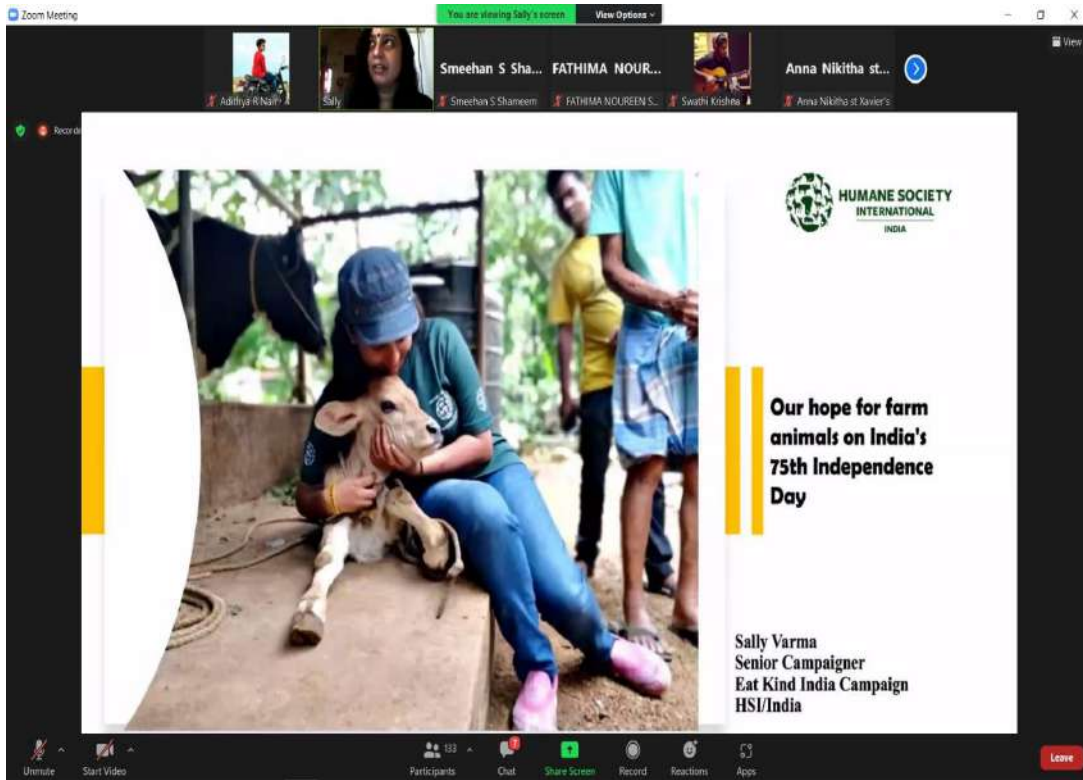 Zoom Meeting
You are viewing Sally's screen
View Options
View
Smeehan S Sha...
FATHIMA NOUR...
Anna Nikitha st...
Adithya R Nair
Sally
Smeehan S Shameem
FATHIMA NOUREEN S...
Swathi Krishna
Anna Nikitha st Xavier's
HUMANE SOCIETY
INTERNATIONAL
INDIA
Our hope for farm
animals on India's
75th Independence
Day
Sally Varma
Senior Campaigner
Eat Kind India Campaign
HSI/India
133
7
Unmute
Start Video
Participants
Chat
Share Screen
Record
Reactions
Apps
Leave